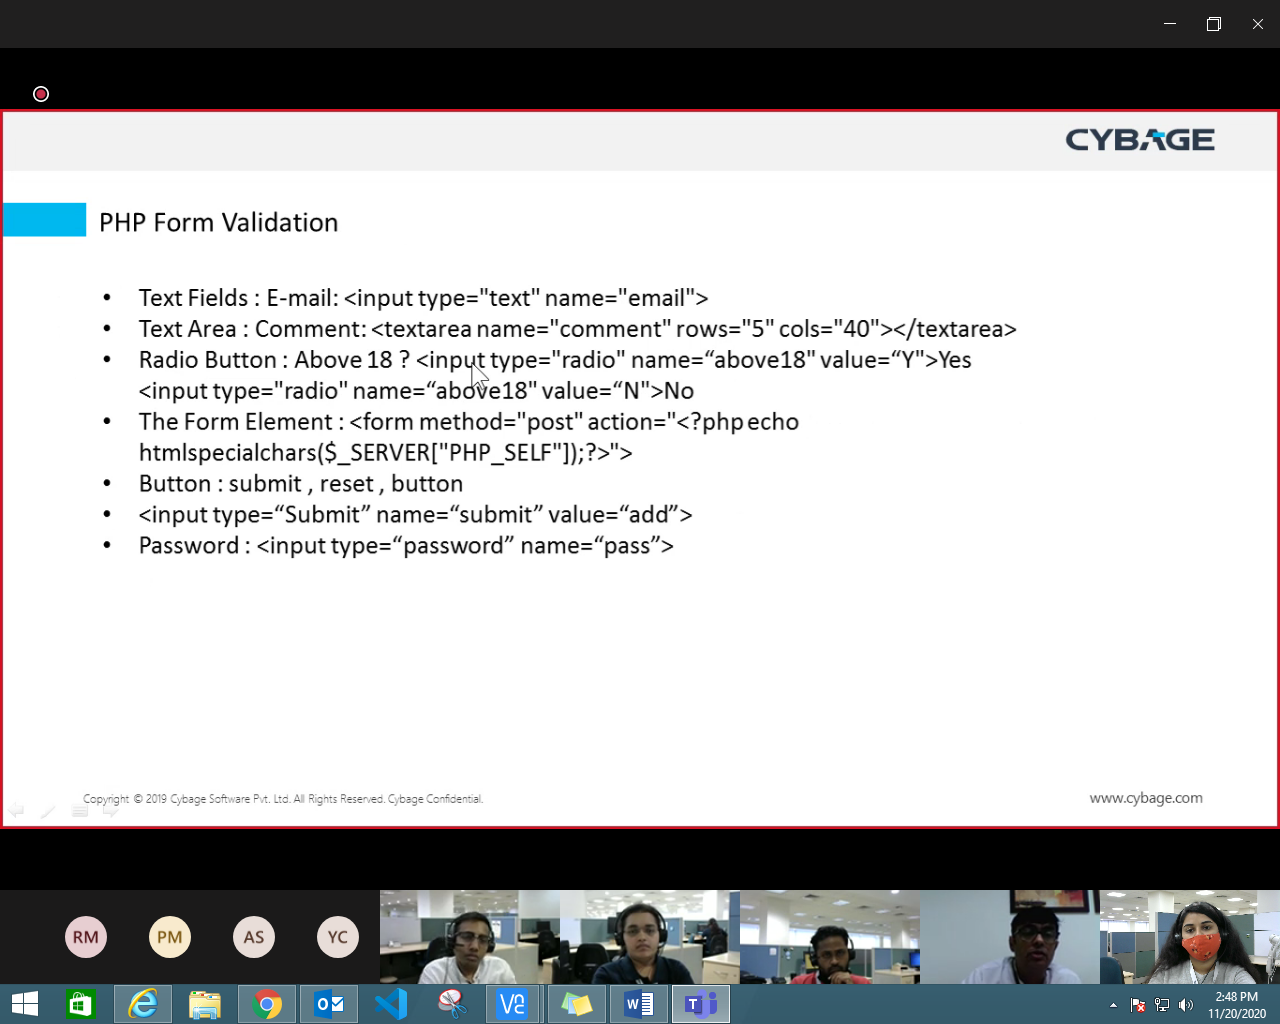 CYBAGE
PHP Form Validation
• Text Fields : E-mail: <input type="text" name="email">
• Text Area : Comment: <textarea name="comment" rows="5" cols="40"></textarea>
• Radio Button : Above 18 ? <input type="radio" name=“above18" value=“Y">Yes
<input type="radio" name=“above18" value=“N">No
• The Form Element : <form method="post" action="<?php echo
htmlspecialchars($_SERVER["PHP_SELF"]);?>">
• Button : submit , reset , button
• <input type=“Submit” name=“submit” value=“add”>
• Password : <input type=“password” name=“pass”>
Copyright © 2019 Cybage Software Pvt. Ltd. All Rights Reserved. Cybage Confidential.
www.cybage.com
RM PM AS YC
2:48 PM
11/20/2020